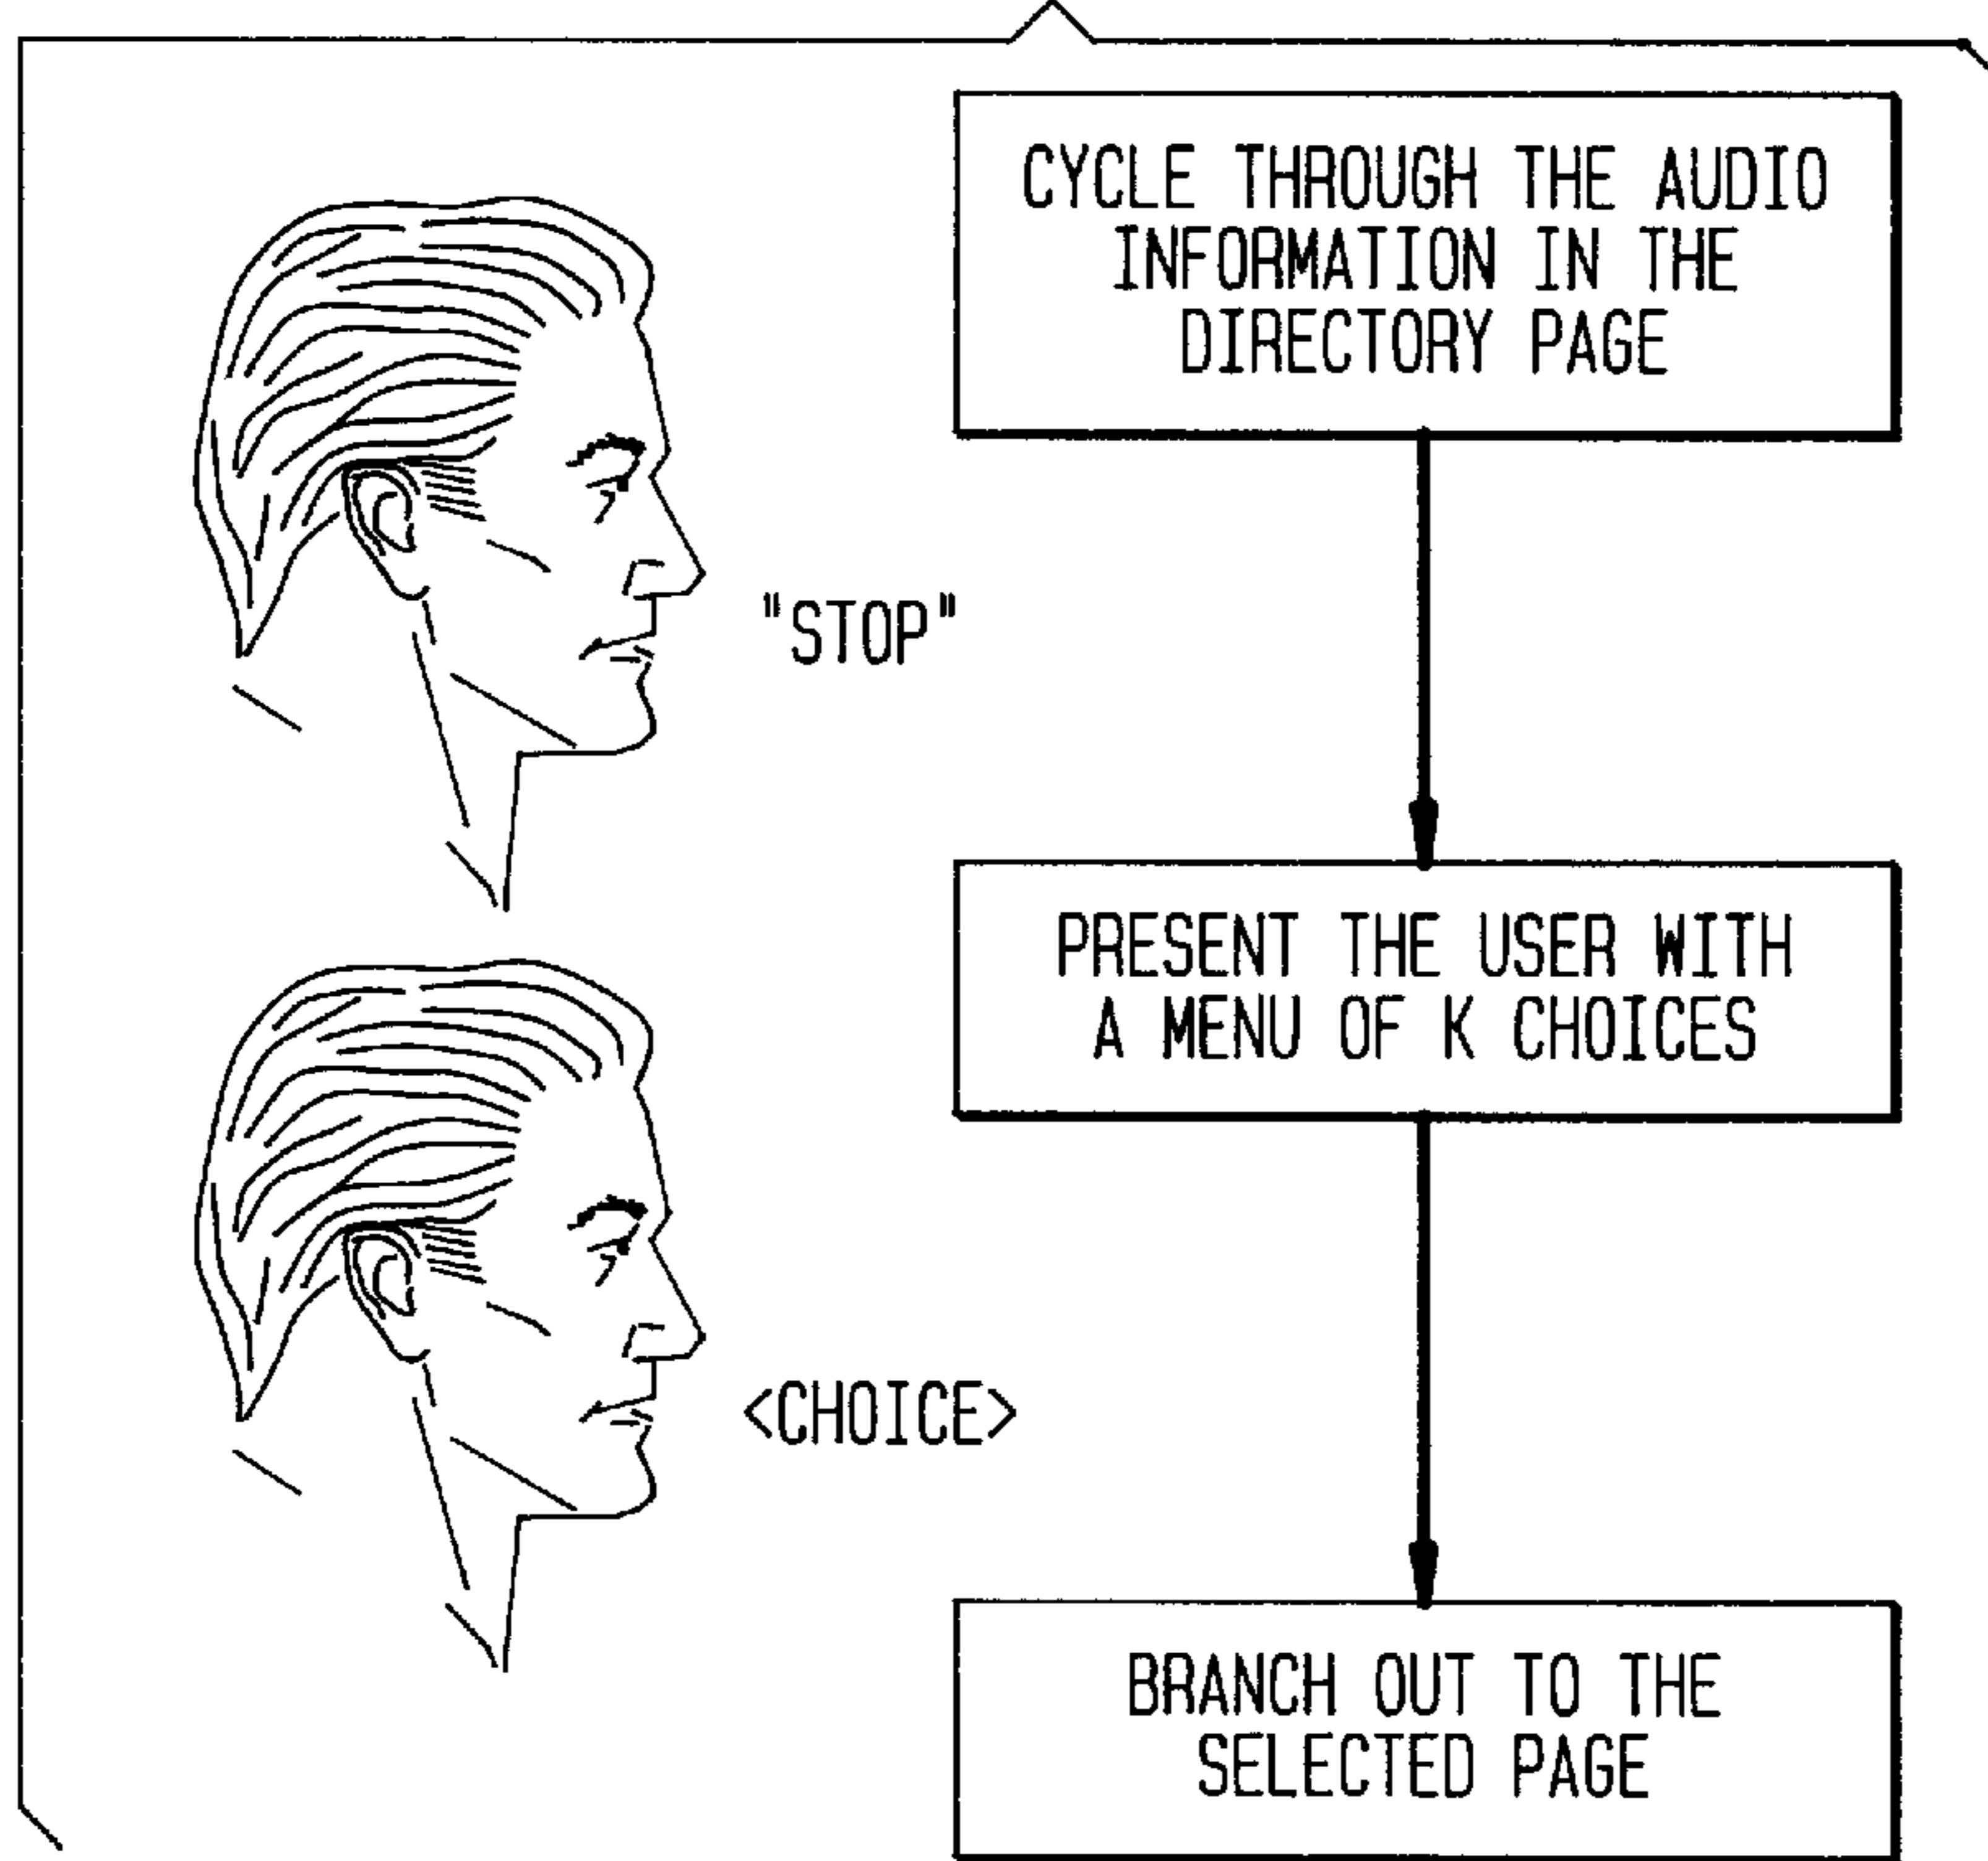 CYCLE THROUGH THE AUDIO
INFORMATION IN THE
DIRECTORY PAGE
"STOP"
PRESENT THE USER WITH
A MENU OF K CHOICES
<CHOICE>
BRANCH OUT TO THE
SELECTED PAGE